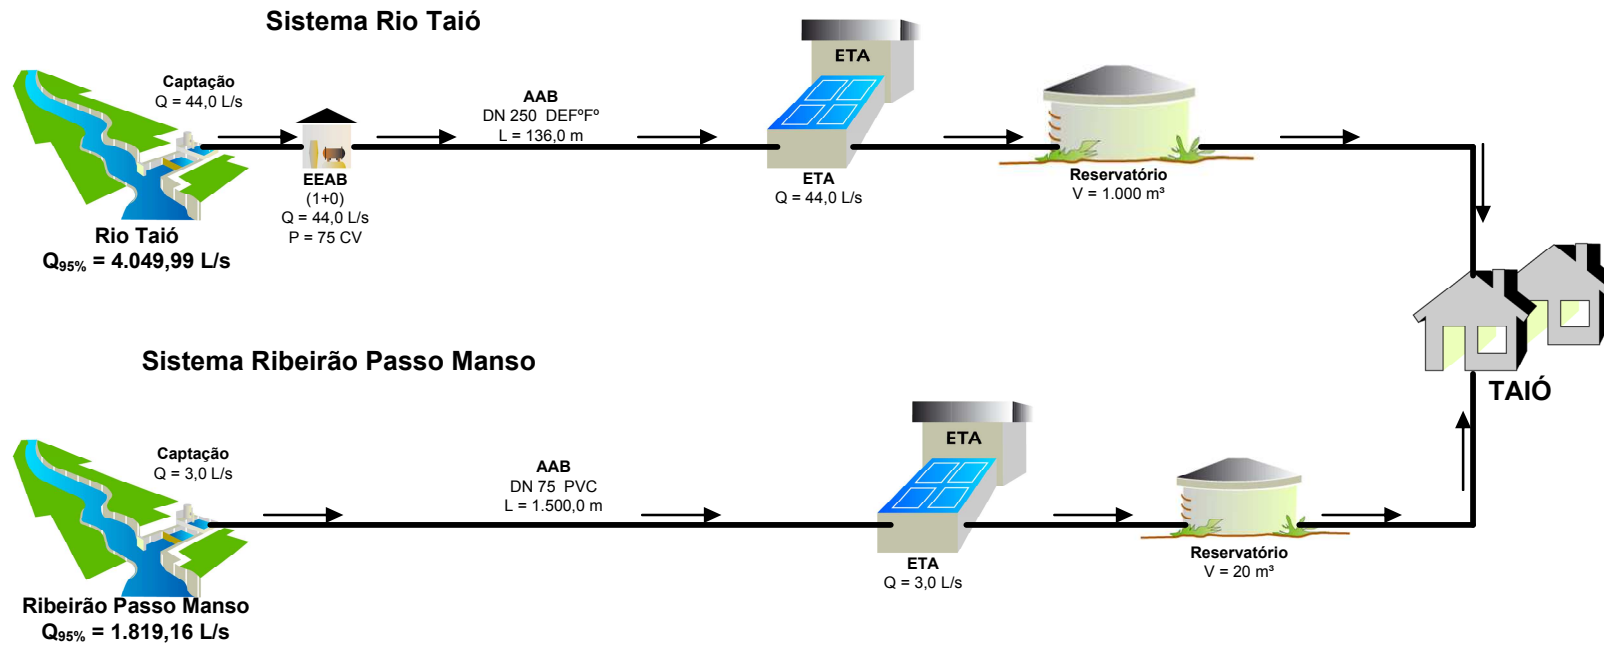 Sistema Rio Taió
Captação
Q = 44,0 L/s
AAB
DN 250 DEFºFº
L = 136,0 m
ETA
EEAB
(1+0)
Q = 44,0 L/s
P = 75 CV
ETA
Q = 44,0 L/s
Reservatório
V = 1.000 m³
Rio Taió
Q95% = 4.049,99 L/s
TAIÓ
Sistema Ribeirão Passo Manso
Captação
Q = 3,0 L/s
AAB
DN 75 PVC
L = 1.500,0 m
ETA
ETA
Q = 3,0 L/s
Reservatório
V = 20 m³
Ribeirão Passo Manso
Q95% = 1.819,16 L/s